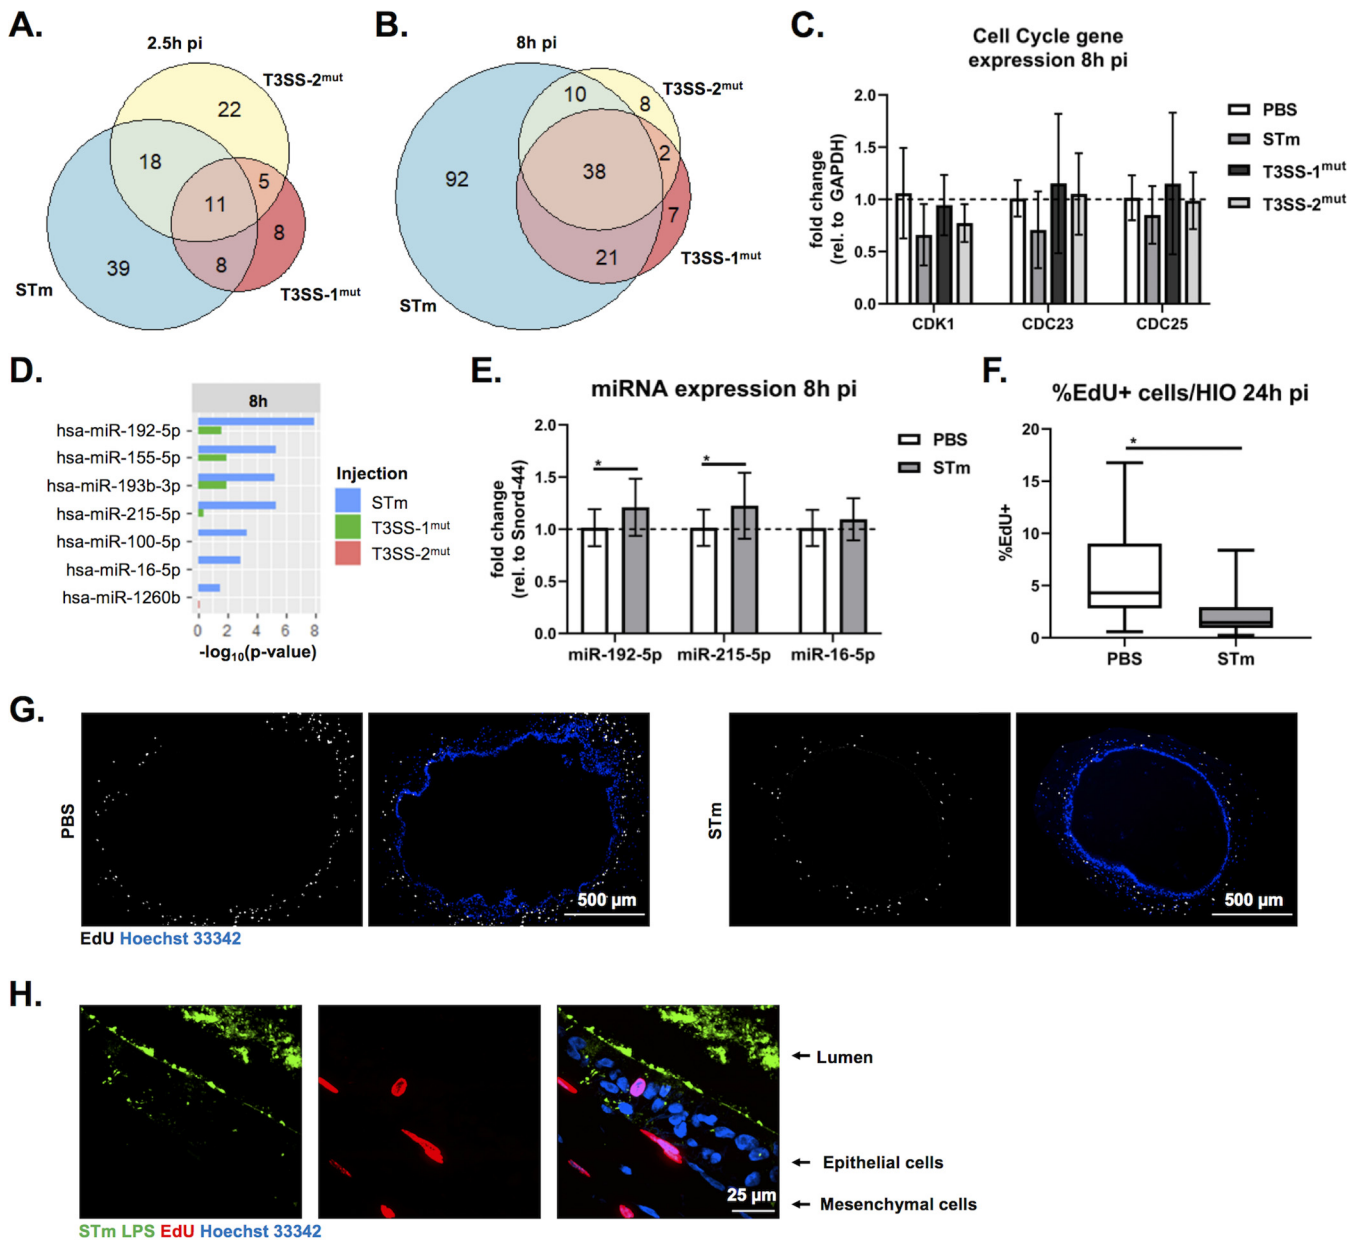 A.
2.5h pi
T3SS-2mut
22
18
5
11
8
8
39
STm
T3SS-1mut
B.
8h pi
T3SS-2mut
10
8
2
92
38
7
21
T3SS-1mut
STm
C.
Cell Cycle gene
expression 8h pi
fold change
(rel. to GAPDH)
2.0
1.5
1.0
0.5
0.0
CDK1
CDC23
CDC25
PBS
STm
T3SS-1mut
T3SS-2mut
D.
8h
hsa-miR-192-5p
hsa-miR-155-5p
hsa-miR-193b-3p
hsa-miR-215-5p
hsa-miR-100-5p
hsa-miR-16-5p
hsa-miR-1260b
0 2 4 6 8
-log10(p-value)
Injection
STm
T3SS-1mut
T3SS-2mut
E.
miRNA expression 8h pi
fold change
(rel. to Snord-44)
2.0
1.5
1.0
0.5
0.0
*
*
miR-192-5p
miR-215-5p
miR-16-5p
PBS
STm
F.
%EdU+ cells/HIO 24h pi
%EdU+
20
15
10
5
0
*
PBS
STm
G.
PBS
500 µm
STm
500 µm
EdU Hoechst 33342
H.
Lumen
Epithelial cells
Mesenchymal cells
25 µm
STm LPS EdU Hoechst 33342